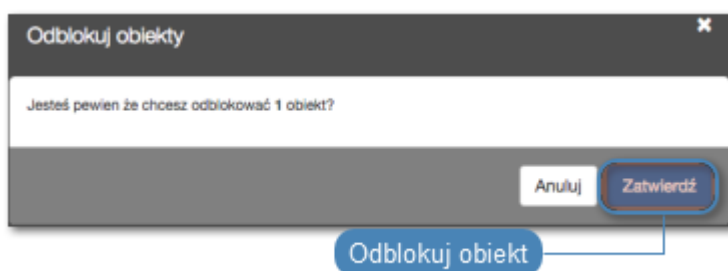 Odblokuj obiekty
Jesteś pewien że chcesz odblokować 1 obiekt?
Anuluj
Zatwierdź
Odblokuj obiekt